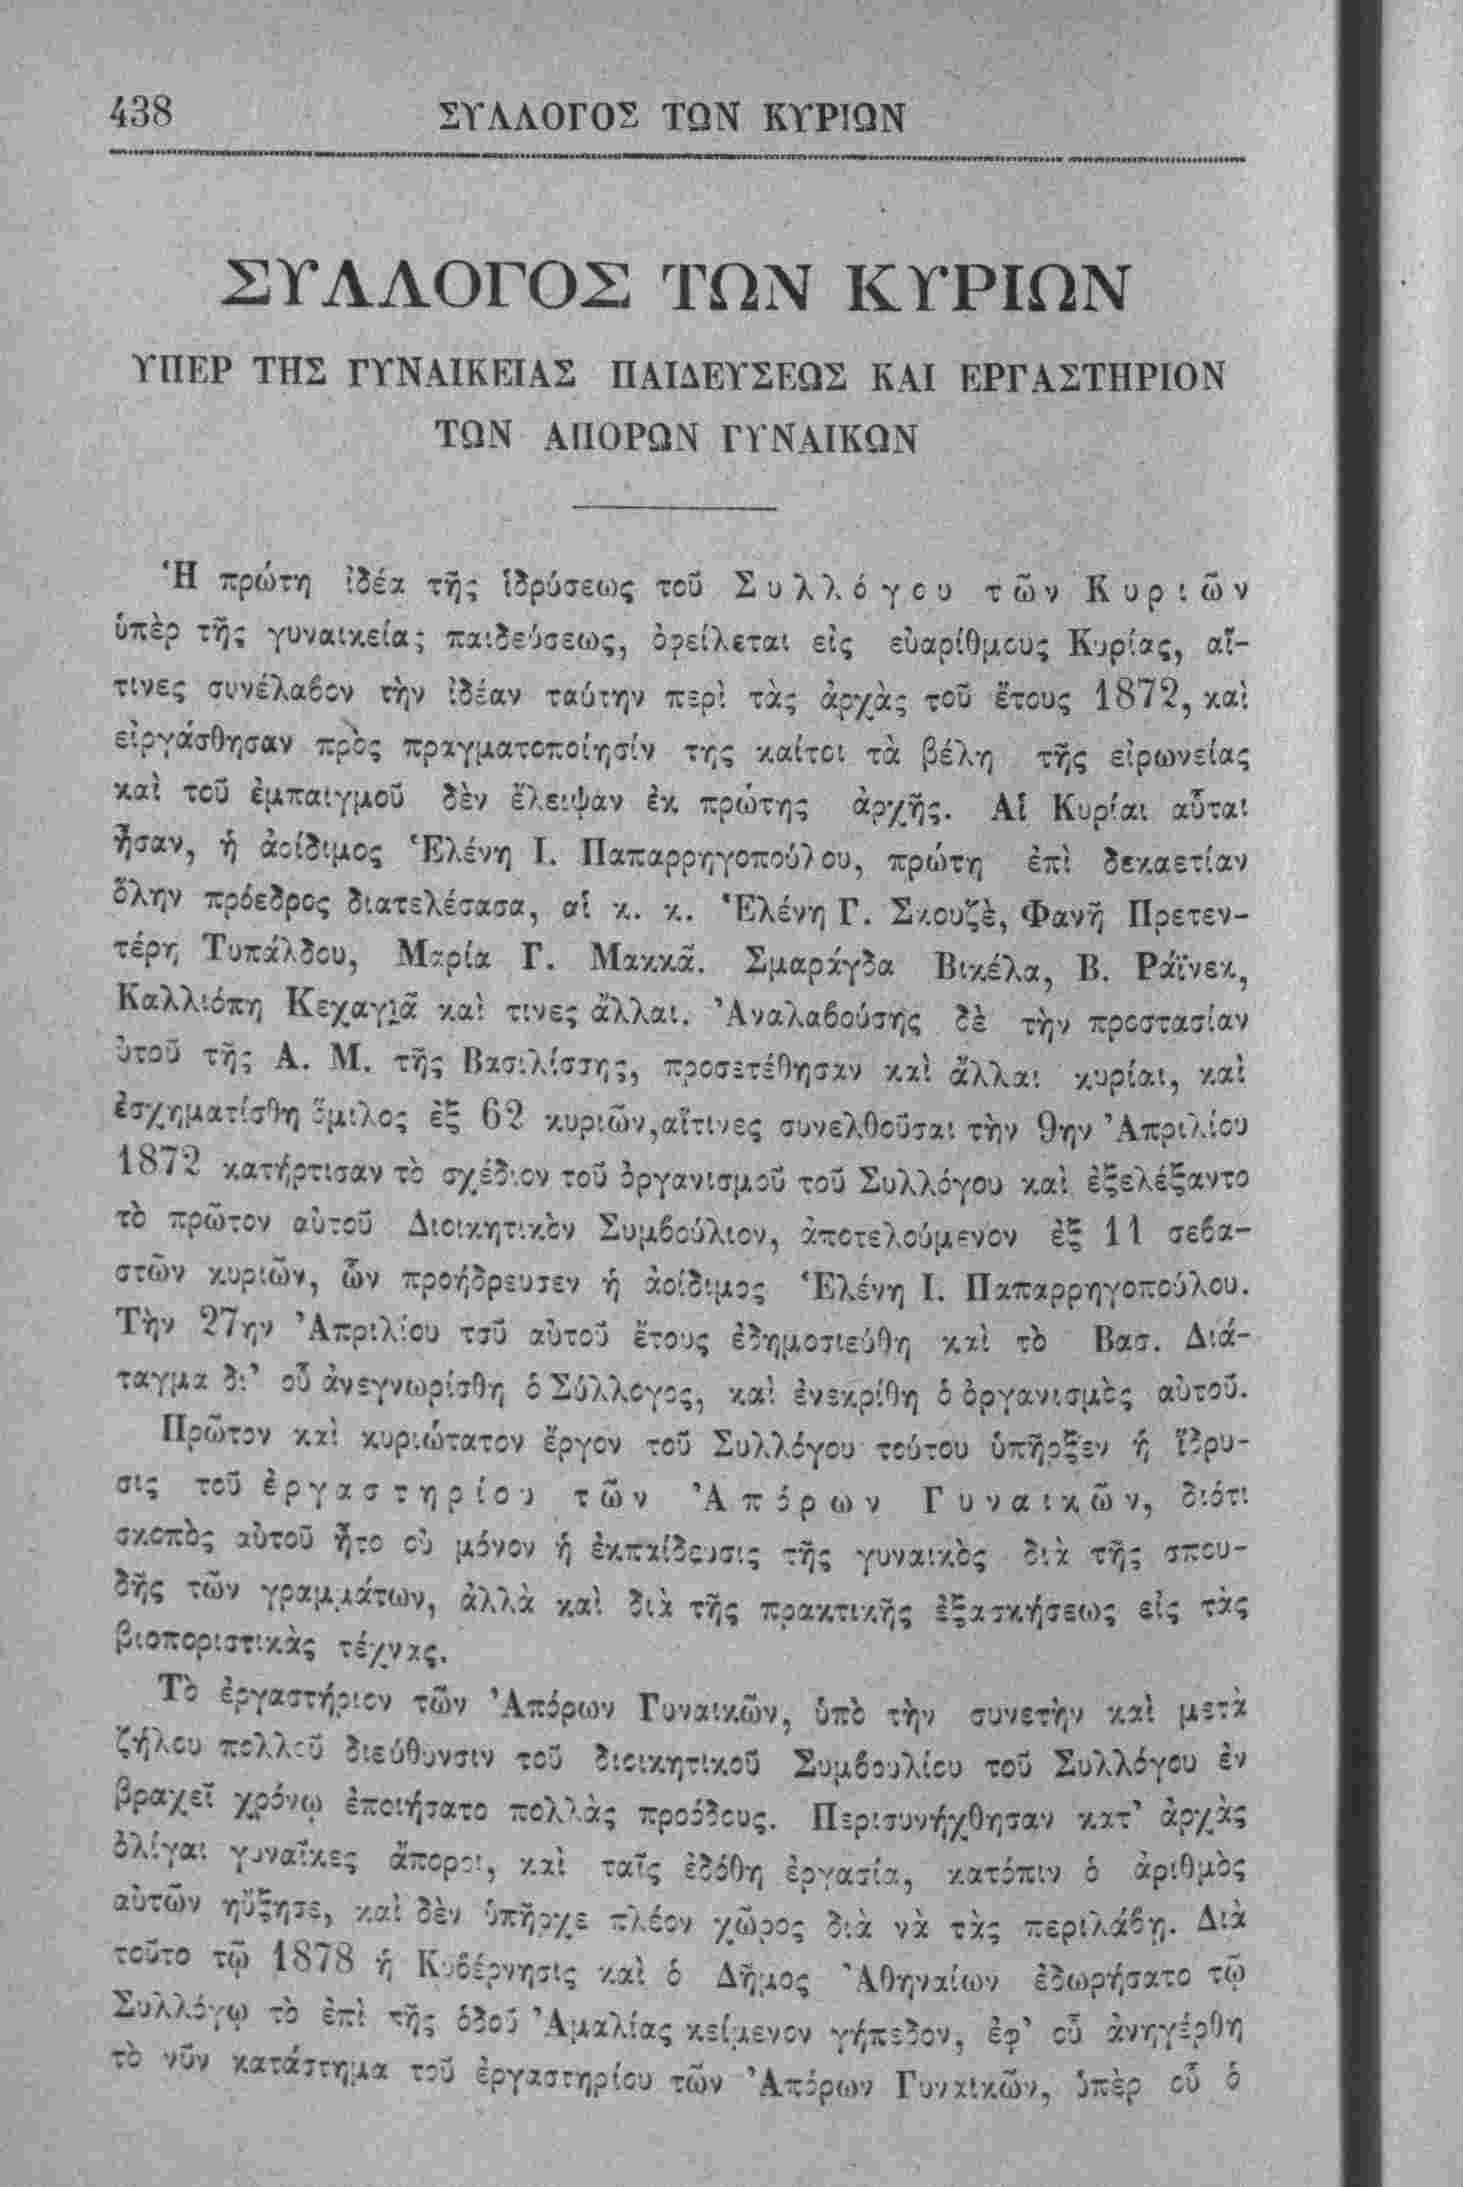 438 ΣΥΛΛΟΓΟΣ ΤΩΝ ΚΥΡΙΩΝ
ΣΥΛΛΟΓΟΣ ΤΩΝ ΚΥΡΙΩΝ
ΥΠΕΡ ΤΗΣ ΓΥΝΑΙΚΕΙΑΣ ΠΑΙΔΕΥΣΕΩΣ ΚΑΙ ΕΡΓΑΣΤΗΡΙΟΝ
ΤΩΝ ΑΠΟΡΩΝ ΓΥΝΑΙΚΩΝ
Ἡ πρώτη ἰδέα τῆς ἱδρύσεως τοῦ Συλλόγου τῶν Κυριῶν
ὑπὲρ τῆς γυναικείας παιδεύσεως, ὀφείλεται εἰς εὐαρίθμους Κυρίας, αἵ-
τινες συνέλαβον τὴν ἰδέαν ταύτην περὶ τὰς ἀρχὰς τοῦ ἔτους 1872, καὶ
εἰργάσθησαν πρὸς πραγματοποίησίν της καίτοι τὰ βέλη τῆς εἰρωνείας
καὶ τοῦ ἐμπαιγμοῦ δὲν ἔλειψαν ἐκ πρώτης ἀρχῆς. Αἱ Κυρίαι αὗται
ἦσαν, ἡ ἀοίδιμος Ἑλένη Ι. Παπαρρηγοπούλου, πρώτη ἐπὶ δεκαετίαν
ὅλην πρόεδρος διατελέσασα, αἱ κ. κ. Ἑλένη Γ. Σκουζὲ, Φανῆ Πρετεν-
τέρη Τυπάλδου, Μαρία Γ. Μακκᾶ. Σμαράγδα Βικέλα, Β. Ράϊνεκ,
Καλλιόπη Κεχαγιᾶ καὶ τινες ἄλλαι. Ἀναλαβούσης δὲ τὴν προστασίαν
ὑτοῦ τῆς Α. Μ. τῆς Βασιλίσσης, προσετέθησαν καὶ ἄλλαι κυρίαι, καὶ
ἐσχηματίσθη ὅμιλος ἐξ 62 κυριῶν,αἵτινες συνελθοῦσαι τὴν 9ην Ἀπριλίου
1872 κατήρτισαν τὸ σχέδιον τοῦ ὀργανισμοῦ τοῦ Συλλόγου καὶ ἐξελέξαντο
τὸ πρῶτον αὐτοῦ Διοικητικὸν Συμβούλιον, ἀποτελούμενον ἐξ 11 σεβα-
στῶν κυριῶν, ὧν προήδρευσεν ἡ ἀοίδιμος Ἑλένη Ι. Παπαρρηγοπούλου.
Τὴν 27ην Ἀπριλίου τοῦ αὐτοῦ ἔτους ἐδημοσιεύθη καὶ τὸ Βασ. Διά-
ταγμα δι' οὗ ἀνεγνωρίσθη ὁ Σύλλογος, καὶ ἐνεκρίθη ὁ ὀργανισμὸς αὐτοῦ.
Πρῶτον καὶ κυριώτατον ἔργον τοῦ Συλλόγου τούτου ὑπῆρξεν ἡ ἵδρυ-
σις τοῦ ἐργαστηρίου τῶν Ἀπόρων Γυναικῶν, διότι
σκοπὸς αὐτοῦ ἦτο οὐ μόνον ἡ ἐκπαίδευσις τῆς γυναικὸς διὰ τῆς σπου-
δῆς τῶν γραμμάτων, ἀλλὰ καὶ διὰ τῆς πρακτικῆς ἐξασκήσεως εἰς τὰς
βιοποριστικὰς τέχνας.
Τὸ ἐργαστήριον τῶν Ἀπόρων Γυναικῶν, ὑπὸ τὴν συνετὴν καὶ μετὰ
ζήλου πολλοῦ διεύθυνσιν τοῦ διοικητικοῦ Συμβουλίου τοῦ Συλλόγου ἐν
βραχεῖ χρόνῳ ἐποιήσατο πολλὰς προόδους. Περισυνήχθησαν κατ' ἀρχὰς
ὀλίγαι γυναῖκες ἄποροι, καὶ ταῖς ἐδόθη ἐργασία, κατόπιν ὁ ἀριθμὸς
αὐτῶν ηὔξησε, καὶ δὲν ὑπῆρχε πλέον χῶρος διὰ νὰ τὰς περιλάβῃ. Διὰ
τοῦτο τῷ 1878 ἡ Κυβέρνησις καὶ ὁ Δῆμος Ἀθηναίων ἐδωρήσατο τῷ
Συλλόγῳ τὸ ἐπὶ τῆς ὁδοῦ Ἀμαλίας κείμενον γήπεδον, ἐφ' οὗ ἀνηγέρθη
τὸ νῦν κατάστημα τοῦ ἐργαστηρίου τῶν Ἀπόρων Γυναικῶν, ὑπὲρ οὗ ὁ